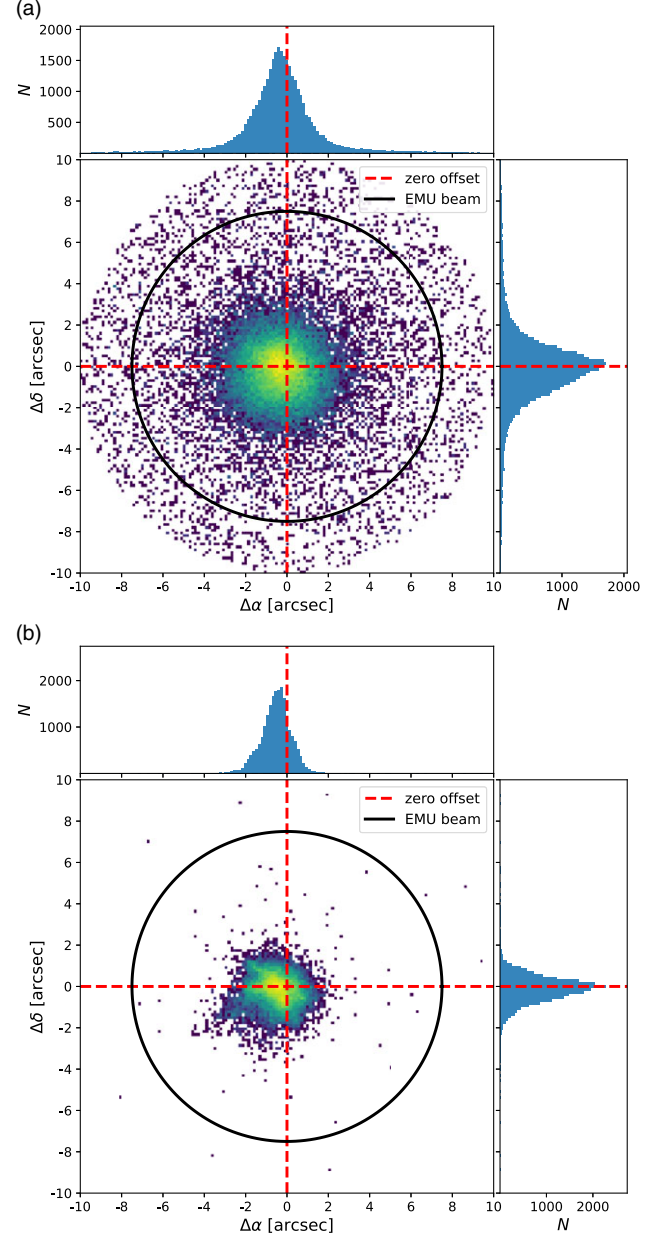 (a)
2000
1500
1000
500
N
10
8
6
4
2
0
-2
-4
-6
-8
-10
Δδ [arcsec]
zero offset
EMU beam
-10 -8 -6 -4 -2 0 2 4 6 8 10
Δα [arcsec]
0 1000 2000
N
(b)
2000
1000
N
10
8
6
4
2
0
-2
-4
-6
-8
-10
Δδ [arcsec]
zero offset
EMU beam
-10 -8 -6 -4 -2 0 2 4 6 8 10
Δα [arcsec]
0 1000 2000
N